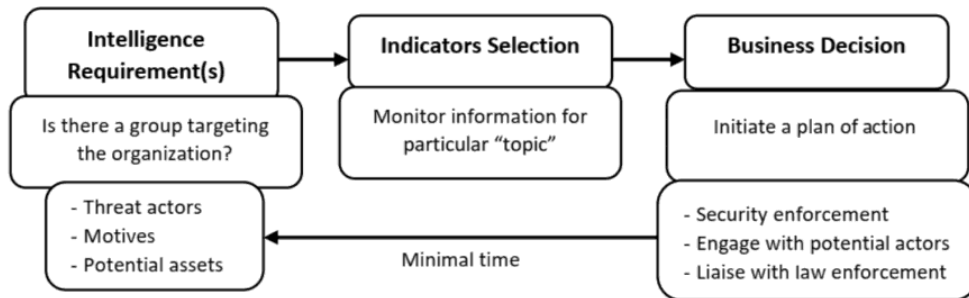 Intelligence
Requirement(s)
Is there a group targeting
the organization?
- Threat actors
- Motives
- Potential assets
Indicators Selection
Monitor information for
particular “topic”
Business Decision
Initiate a plan of action
- Security enforcement
- Engage with potential actors
- Liaise with law enforcement
Minimal time